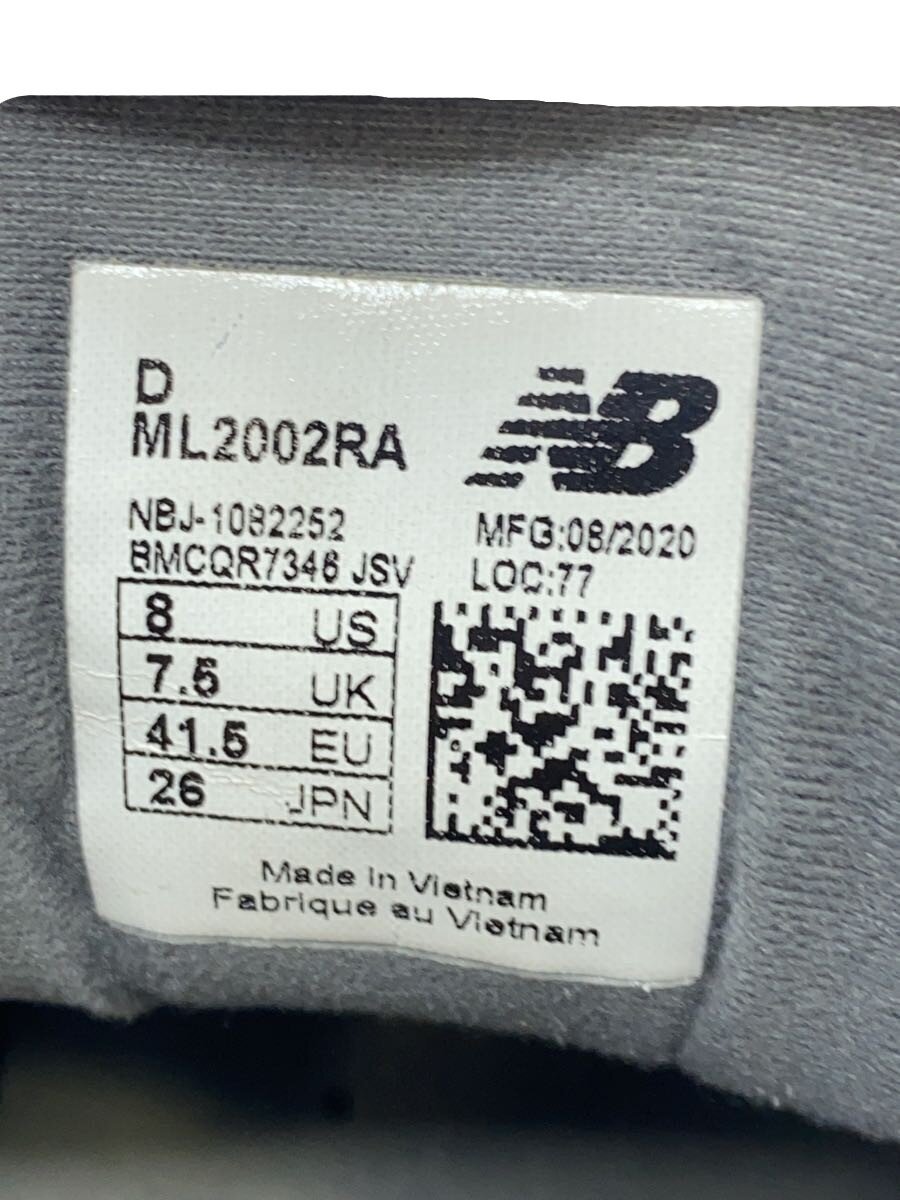 D
ML2002RA
NB
NBJ-1082252
BMCQR7346 JSV
MFG:08/2020
LOC:77
8 US
7.5 UK
41.5 EU
26 JPN
Made in Vietnam
Fabrique au Vietnam